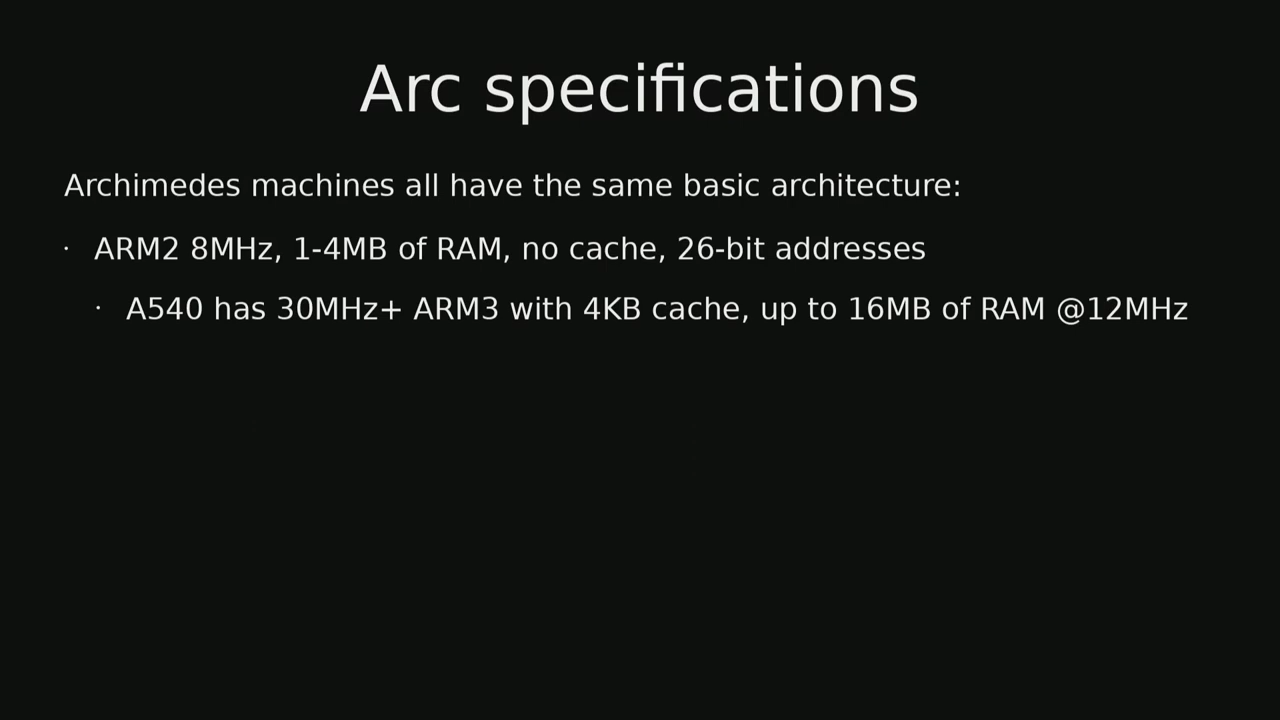 Arc specifications
Archimedes machines all have the same basic architecture:
· ARM2 8MHz, 1-4MB of RAM, no cache, 26-bit addresses
· A540 has 30MHz+ ARM3 with 4KB cache, up to 16MB of RAM @12MHz